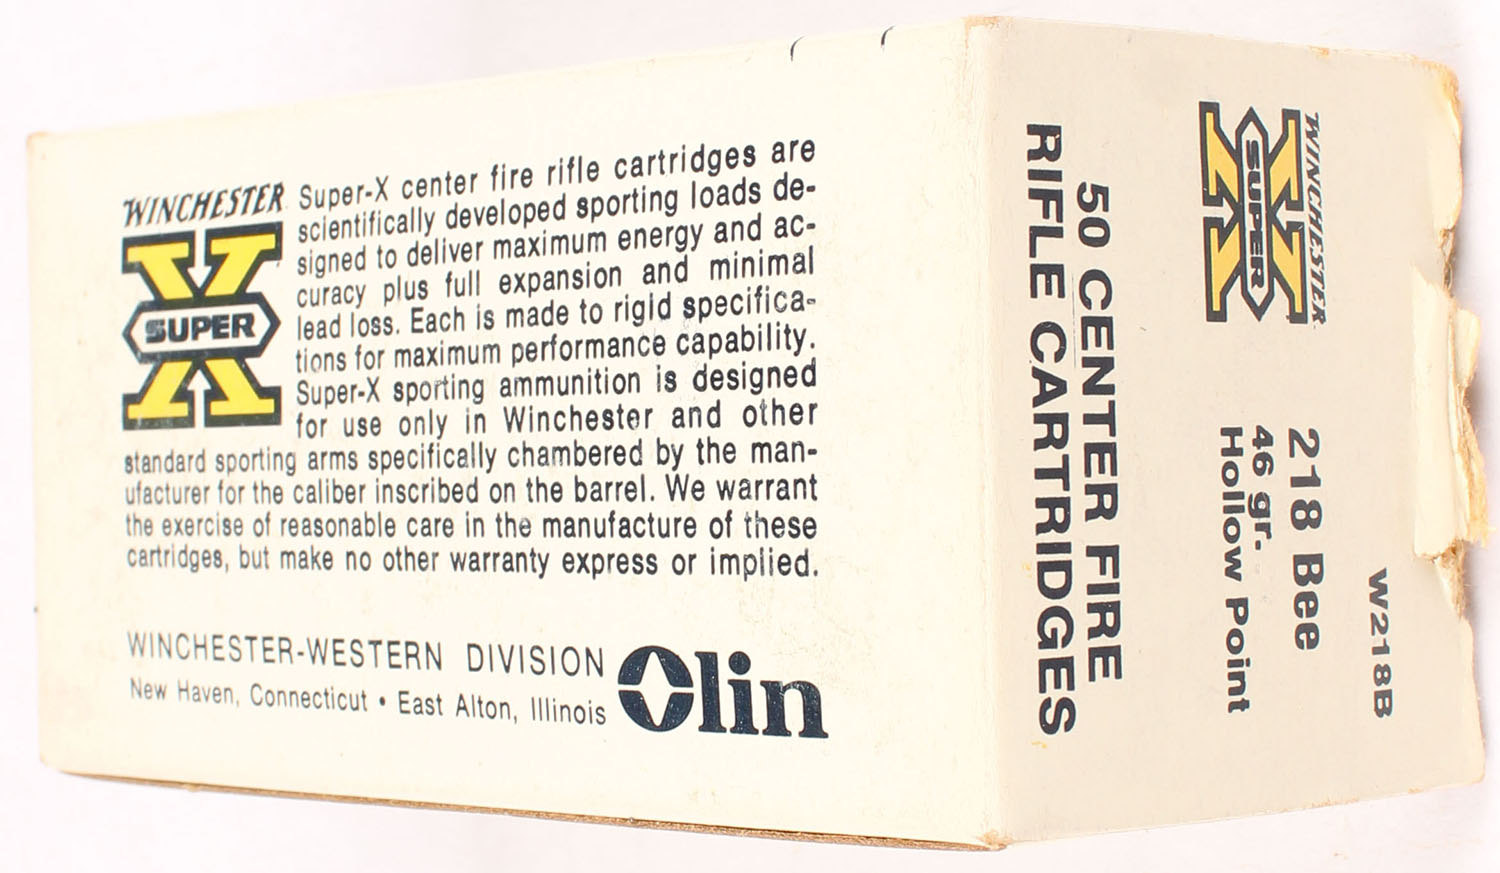 WINCHESTER
SUPER X
Super-X center fire rifle cartridges are
scientifically developed sporting loads de-
signed to deliver maximum energy and ac-
curacy plus full expansion and minimal
lead loss. Each is made to rigid specifica-
tions for maximum performance capability.
Super-X sporting ammunition is designed
for use only in Winchester and other
standard sporting arms specifically chambered by the man-
ufacturer for the caliber inscribed on the barrel. We warrant
the exercise of reasonable care in the manufacture of these
cartridges, but make no other warranty express or implied.
WINCHESTER-WESTERN DIVISION
New Haven, Connecticut • East Alton, Illinois
Olin
WINCHESTER
SUPER X
218 Bee
46 gr.
Hollow Point
W218B
50 CENTER FIRE
RIFLE CARTRIDGES